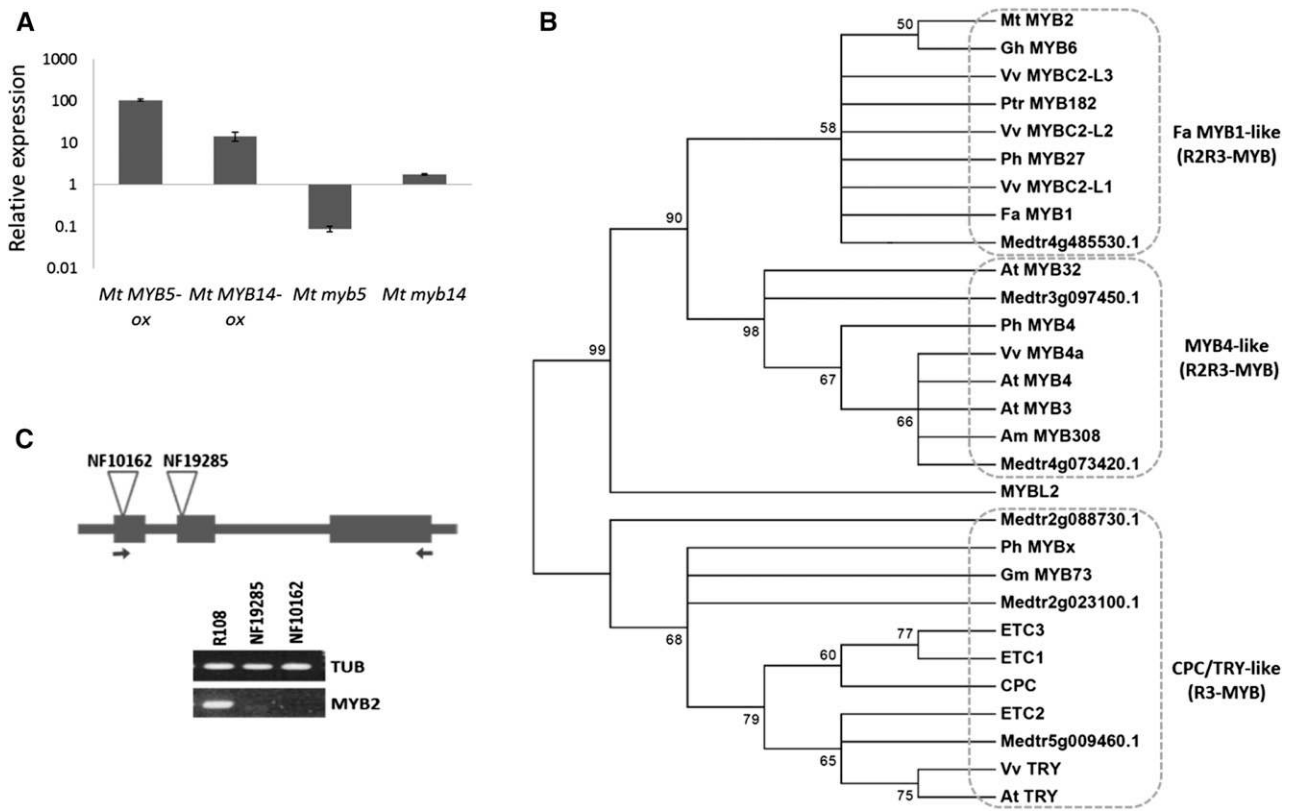 A
Relative expression
1000
100
10
1
0.1
0.01
Mt MYB5-
ox
Mt MYB14-
ox
Mt myb5
Mt myb14
B
50
58
90
98
67
66
99
68
77
60
79
65
75
Mt MYB2
Gh MYB6
Vv MYBC2-L3
Ptr MYB182
Vv MYBC2-L2
Ph MYB27
Vv MYBC2-L1
Fa MYB1
Medtr4g485530.1
At MYB32
Medtr3g097450.1
Ph MYB4
Vv MYB4a
At MYB4
At MYB3
Am MYB308
Medtr4g073420.1
MYBL2
Medtr2g088730.1
Ph MYBx
Gm MYB73
Medtr2g023100.1
ETC3
ETC1
CPC
ETC2
Medtr5g009460.1
Vv TRY
At TRY
Fa MYB1-like
(R2R3-MYB)
MYB4-like
(R2R3-MYB)
CPC/TRY-like
(R3-MYB)
C
NF10162
NF19285
R108
NF19285
NF10162
TUB
MYB2